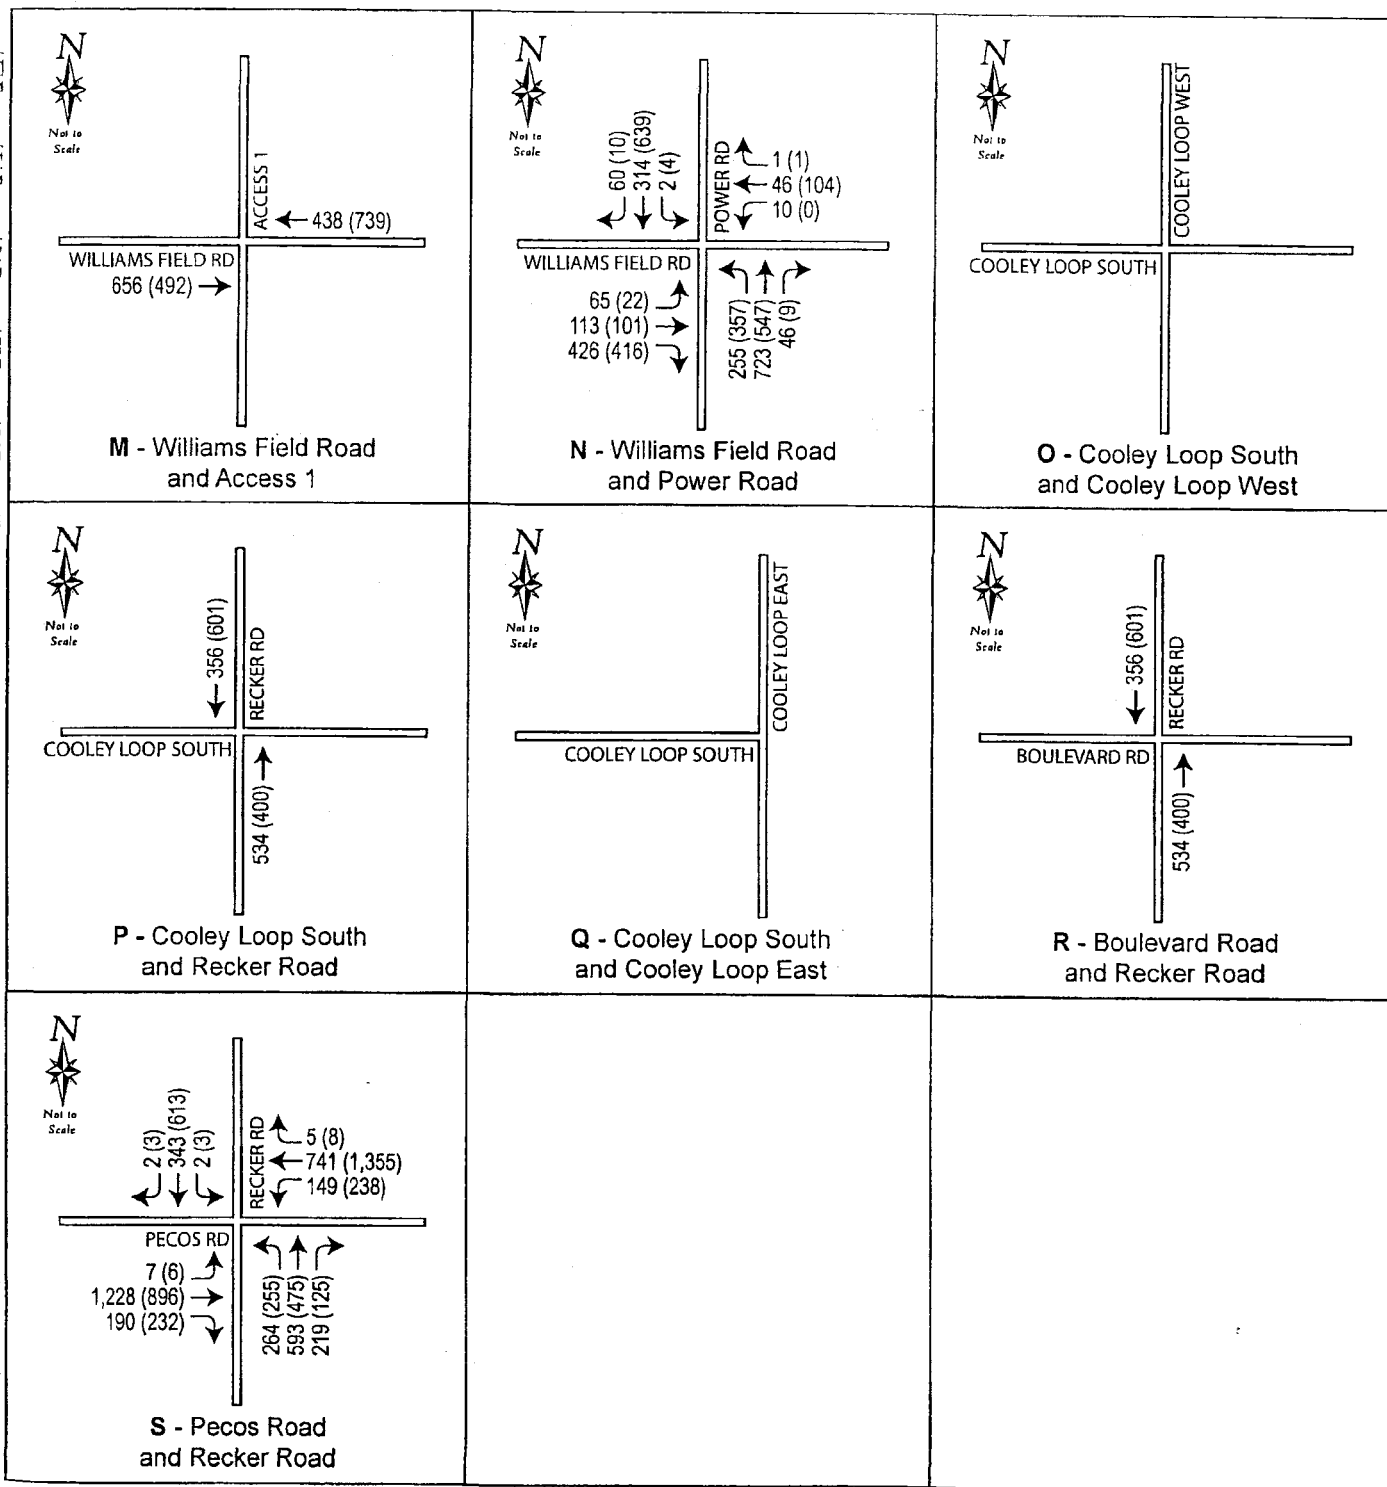 N
Not to
Scale
ACCESS 1
438 (739)
WILLIAMS FIELD RD
656 (492)
M - Williams Field Road
and Access 1
N
Not to
Scale
60 (10)
314 (639)
2 (4)
POWER RD
1 (1)
46 (104)
10 (0)
WILLIAMS FIELD RD
65 (22)
113 (101)
426 (416)
255 (357)
723 (547)
46 (9)
N - Williams Field Road
and Power Road
N
Not to
Scale
COOLEY LOOP WEST
COOLEY LOOP SOUTH
O - Cooley Loop South
and Cooley Loop West
N
Not to
Scale
356 (601)
RECKER RD
COOLEY LOOP SOUTH
534 (400)
P - Cooley Loop South
and Recker Road
N
Not to
Scale
COOLEY LOOP EAST
COOLEY LOOP SOUTH
Q - Cooley Loop South
and Cooley Loop East
N
Not to
Scale
356 (601)
RECKER RD
BOULEVARD RD
534 (400)
R - Boulevard Road
and Recker Road
N
Not to
Scale
2 (3)
343 (613)
2 (3)
RECKER RD
5 (8)
741 (1,355)
149 (238)
PECOS RD
7 (6)
1,228 (896)
190 (232)
264 (255)
593 (475)
219 (125)
S - Pecos Road
and Recker Road